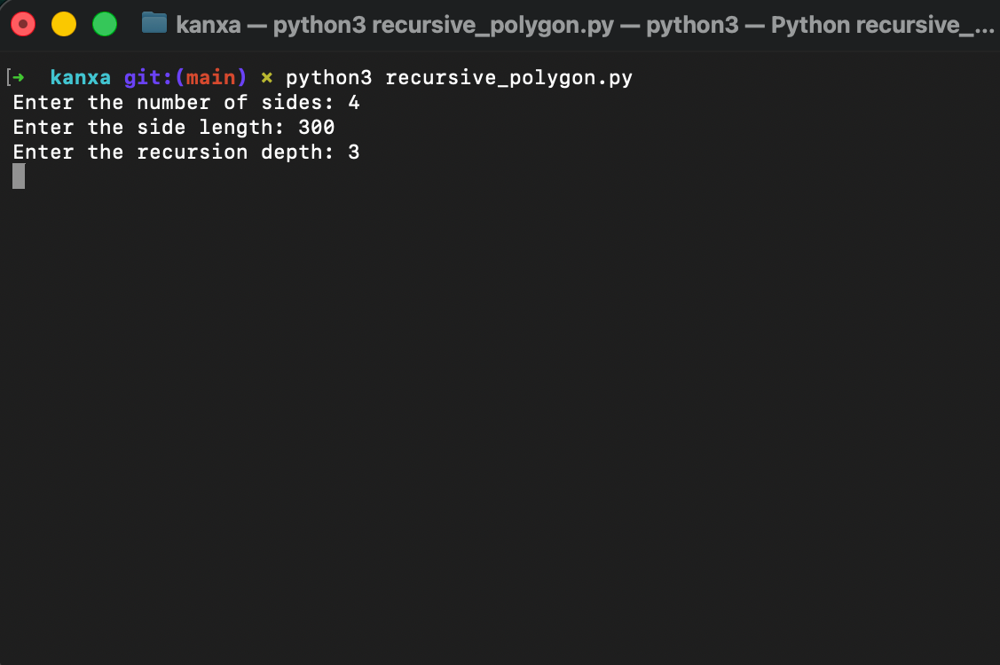 kanxa — python3 recursive_polygon.py — python3 — Python recursive_...
[➜  kanxa git:(main) × python3 recursive_polygon.py
Enter the number of sides: 4
Enter the side length: 300
Enter the recursion depth: 3